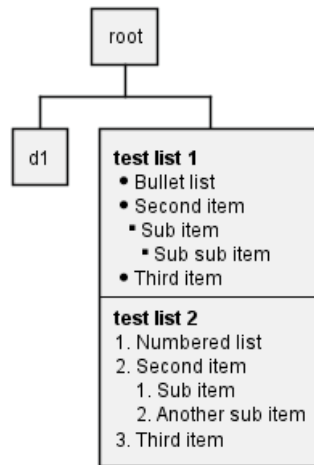 root
d1
test list 1
• Bullet list
• Second item
▪ Sub item
▪ Sub sub item
• Third item
test list 2
1. Numbered list
2. Second item
1. Sub item
2. Another sub item
3. Third item